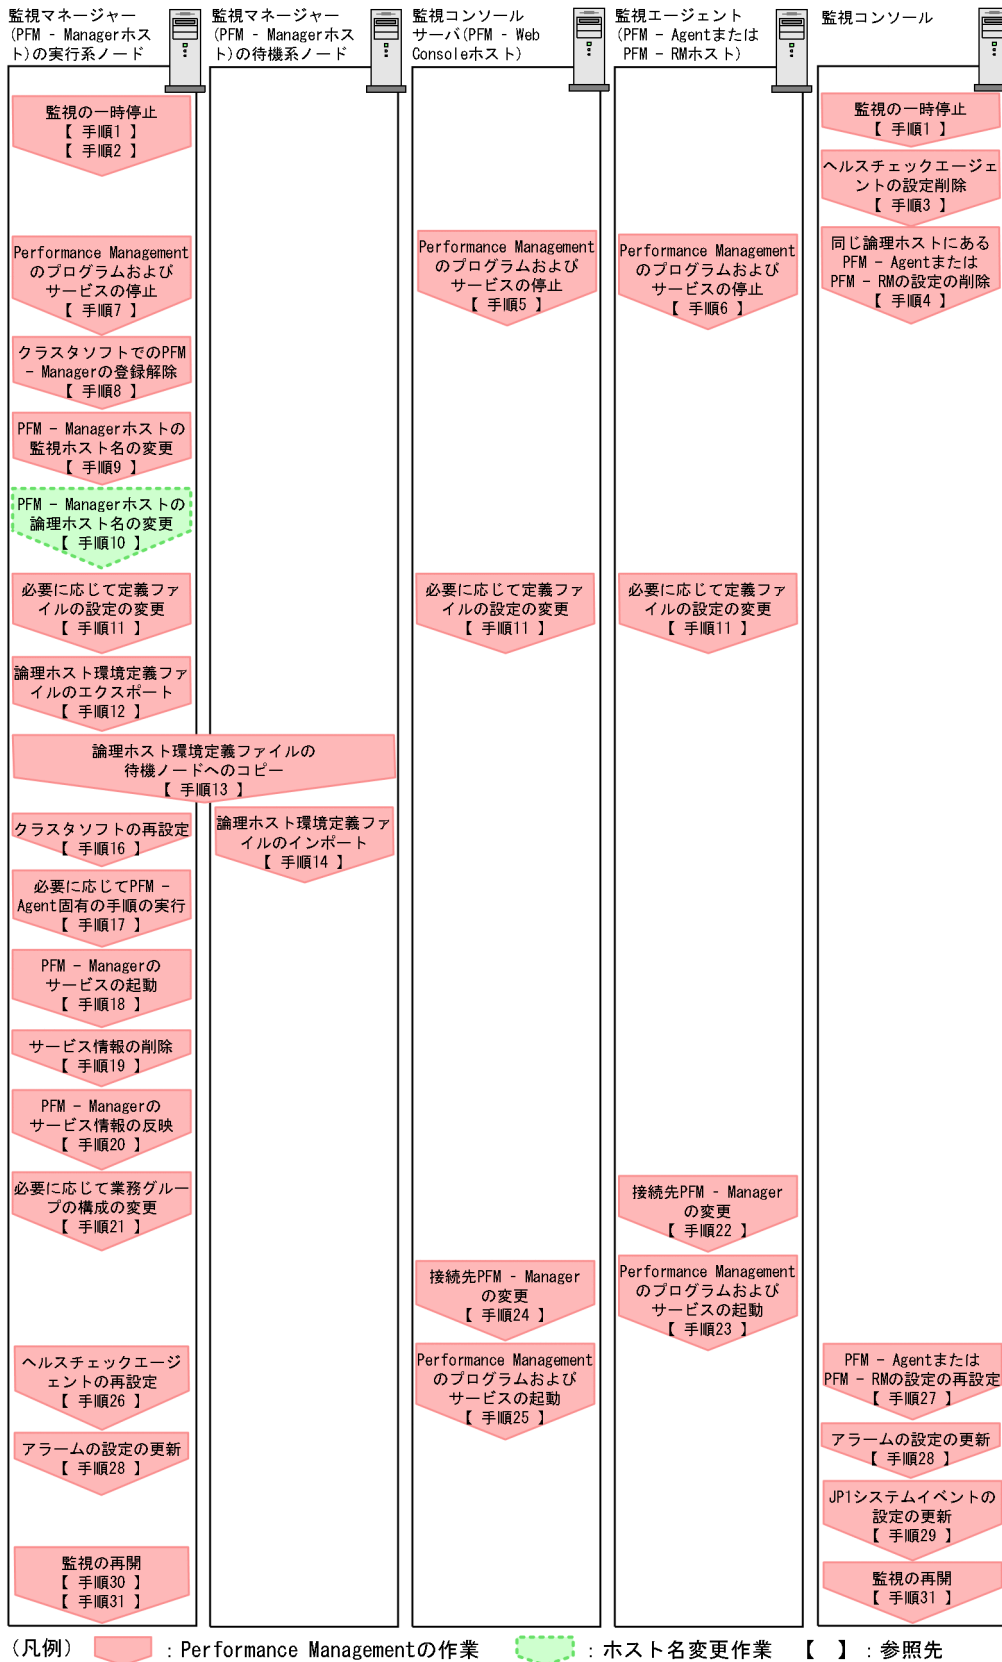 監視マネージャー
(PFM - Managerホス
ト)の実行系ノード
監視マネージャー
(PFM - Managerホス
ト)の待機系ノード
監視コンソール
サーバ(PFM - Web
Consoleホスト)
監視エージェント
(PFM - Agentまたは
PFM - RMホスト)
監視コンソール
監視の一時停止
【 手順1 】
【 手順2 】
監視の一時停止
【 手順1 】
ヘルスチェックエージェ
ントの設定削除
【 手順3 】
Performance Management
のプログラムおよび
サービスの停止
【 手順7 】
Performance Management
のプログラムおよび
サービスの停止
【 手順5 】
Performance Management
のプログラムおよび
サービスの停止
【 手順6 】
同じ論理ホストにある
PFM - Agentまたは
PFM - RMの設定の削除
【 手順4 】
クラスタソフトでのPFM
- Managerの登録解除
【 手順8 】
PFM - Managerホストの
監視ホスト名の変更
【 手順9 】
PFM - Managerホストの
論理ホスト名の変更
【 手順10 】
必要に応じて定義ファ
イルの設定の変更
【 手順11 】
必要に応じて定義ファ
イルの設定の変更
【 手順11 】
必要に応じて定義ファ
イルの設定の変更
【 手順11 】
論理ホスト環境定義ファ
イルのエクスポート
【 手順12 】
論理ホスト環境定義ファイルの
待機ノードへのコピー
【 手順13 】
クラスタソフトの再設定
【 手順16 】
論理ホスト環境定義ファ
イルのインポート
【 手順14 】
必要に応じてPFM -
Agent固有の手順の実行
【 手順17 】
PFM - Managerの
サービスの起動
【 手順18 】
サービス情報の削除
【 手順19 】
PFM - Managerの
サービス情報の反映
【 手順20 】
必要に応じて業務グルー
プの構成の変更
【 手順21 】
接続先PFM - Manager
の変更
【 手順22 】
接続先PFM - Manager
の変更
【 手順24 】
Performance Management
のプログラムおよび
サービスの起動
【 手順23 】
ヘルスチェックエージ
ェントの再設定
【 手順26 】
Performance Management
のプログラムおよび
サービスの起動
【 手順25 】
PFM - Agentまたは
PFM - RMの設定の再設定
【 手順27 】
アラームの設定の更新
【 手順28 】
アラームの設定の更新
【 手順28 】
JP1システムイベントの
設定の更新
【 手順29 】
監視の再開
【 手順30 】
【 手順31 】
監視の再開
【 手順31 】
(凡例) : Performance Managementの作業 : ホスト名変更作業 【 】 : 参照先